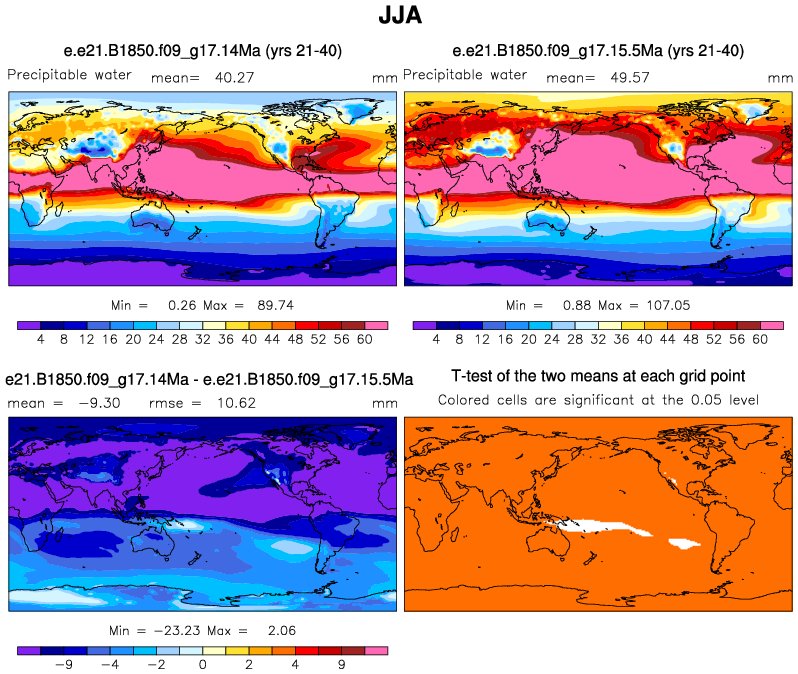 JJA
e.e21.B1850.f09_g17.14Ma (yrs 21-40)
Precipitable water mean= 40.27 mm
Min = 0.26 Max = 89.74
4 8 12 16 20 24 28 32 36 40 44 48 52 56 60
e.e21.B1850.f09_g17.15.5Ma (yrs 21-40)
Precipitable water mean= 49.57 mm
Min = 0.88 Max = 107.05
4 8 12 16 20 24 28 32 36 40 44 48 52 56 60
e21.B1850.f09_g17.14Ma - e.e21.B1850.f09_g17.15.5Ma
mean = -9.30 rmse = 10.62 mm
Min = -23.23 Max = 2.06
-9 -4 -2 0 2 4 9
T-test of the two means at each grid point
Colored cells are significant at the 0.05 level